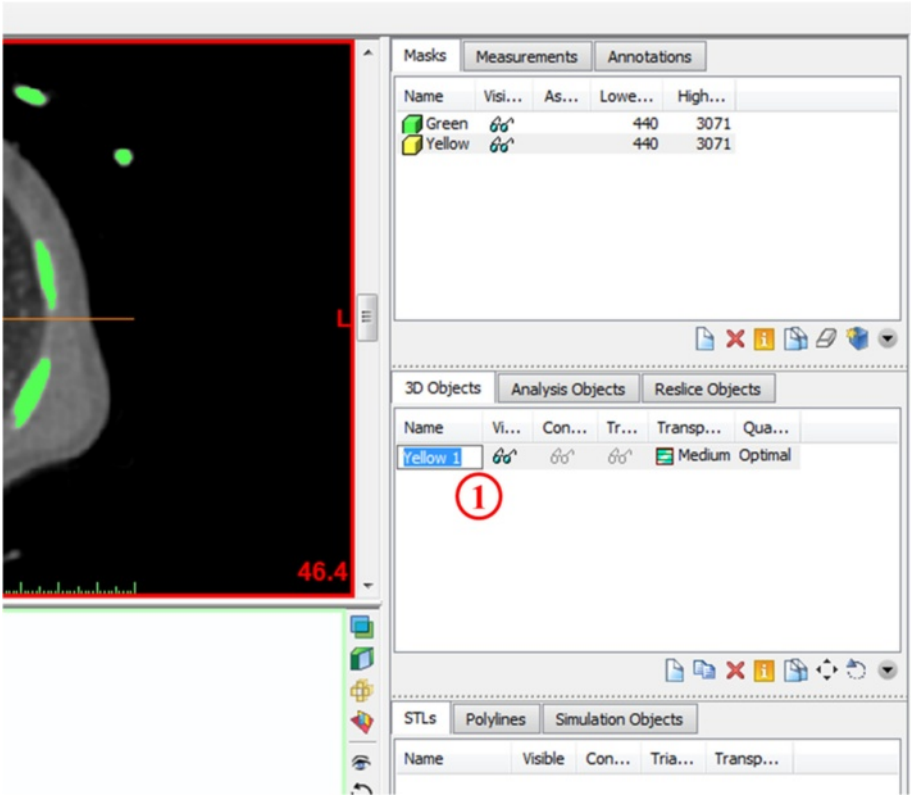 Masks Measurements Annotations
Name Visi... As... Lowe... High...
Green 440 3071
Yellow 440 3071
L
3D Objects Analysis Objects Reslice Objects
Name Vi... Con... Tr... Transp... Qua...
Yellow 1 Medium Optimal
1
46.4
STLs Polylines Simulation Objects
Name Visible Con... Tria... Transp...